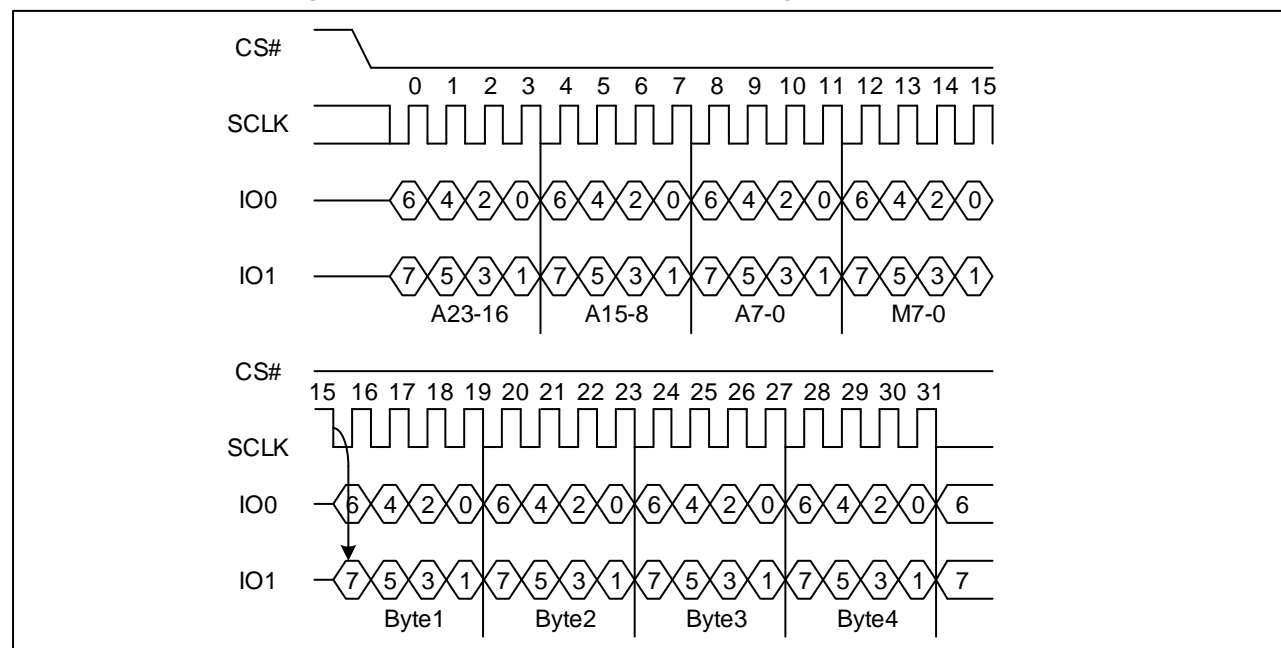 CS#
0 1 2 3 4 5 6 7 8 9 10 11 12 13 14 15
SCLK
IO0 6 4 2 0 6 4 2 0 6 4 2 0 6 4 2 0
IO1 7 5 3 1 7 5 3 1 7 5 3 1 7 5 3 1
A23-16 A15-8 A7-0 M7-0
CS#
15 16 17 18 19 20 21 22 23 24 25 26 27 28 29 30 31
SCLK
IO0 6 4 2 0 6 4 2 0 6 4 2 0 6 4 2 0 6
IO1 7 5 3 1 7 5 3 1 7 5 3 1 7 5 3 1 7
Byte1 Byte2 Byte3 Byte4